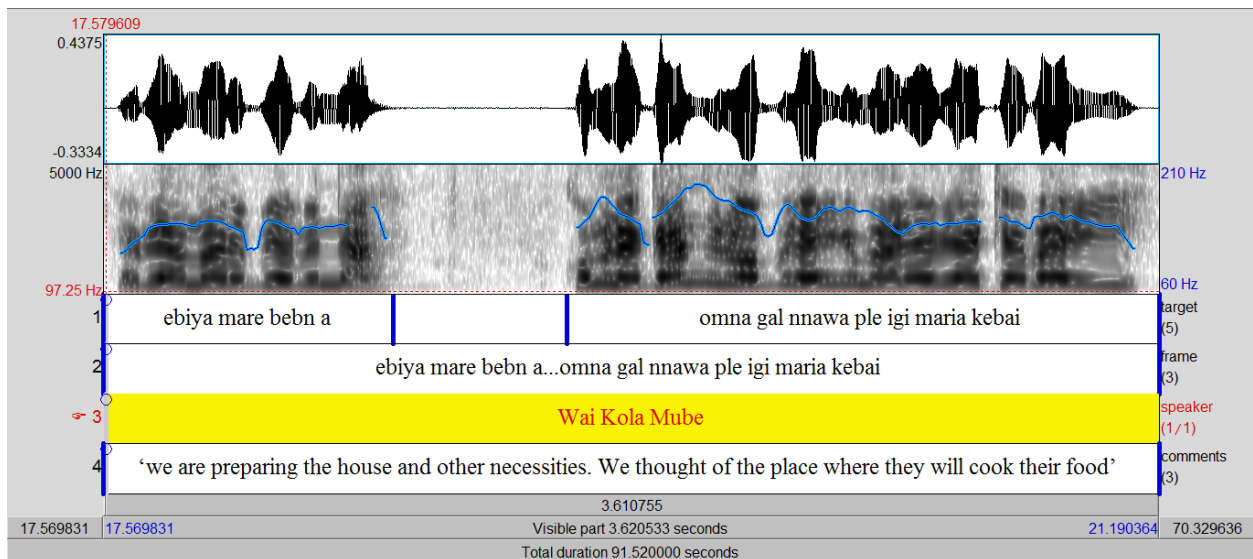 17.579609
0.4375
-0.3334
5000 Hz
210 Hz
97.25 Hz
60 Hz
1 ebiya mare bebn a omna gal nnawa ple igi maria kebai target (5)
2 ebiya mare bebn a...omna gal nnawa ple igi maria kebai frame (3)
☞ 3 Wai Kola Mube speaker (1/1)
4 ‘we are preparing the house and other necessities. We thought of the place where they will cook their food’ comments (3)
3.610755
17.569831 17.569831 Visible part 3.620533 seconds 21.190364 70.329636
Total duration 91.520000 seconds